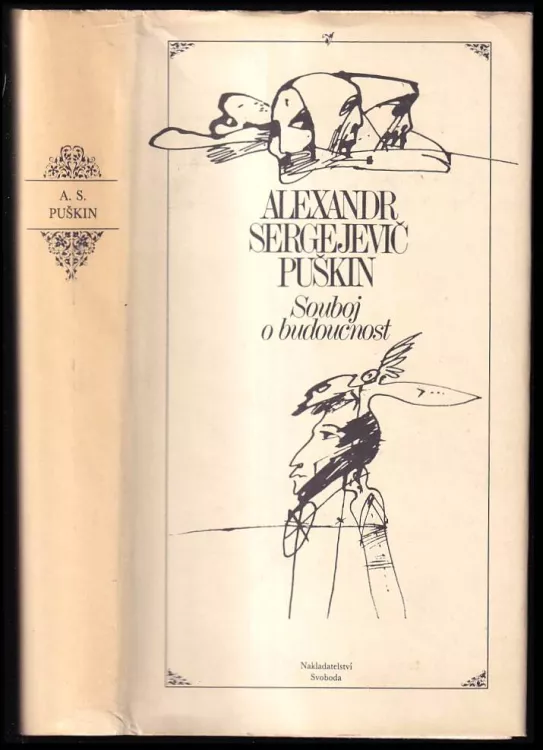 A. S.
PUŠKIN
ALEXANDR
SERGEJEVIČ
PUŠKIN
Souboj
o budoucnost
Nakladatelství
Svoboda